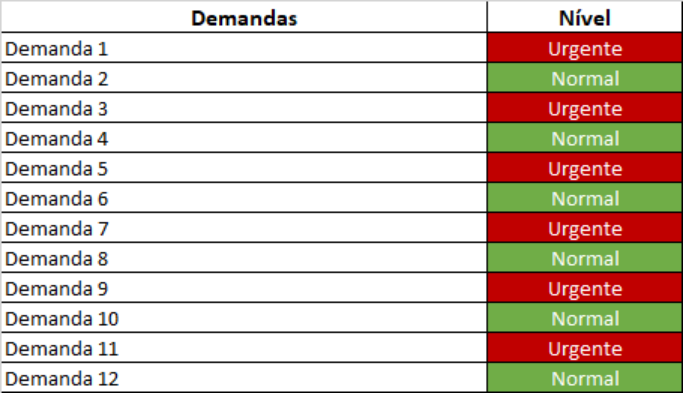 Demandas Nível
Demanda 1 Urgente
Demanda 2 Normal
Demanda 3 Urgente
Demanda 4 Normal
Demanda 5 Urgente
Demanda 6 Normal
Demanda 7 Urgente
Demanda 8 Normal
Demanda 9 Urgente
Demanda 10 Normal
Demanda 11 Urgente
Demanda 12 Normal